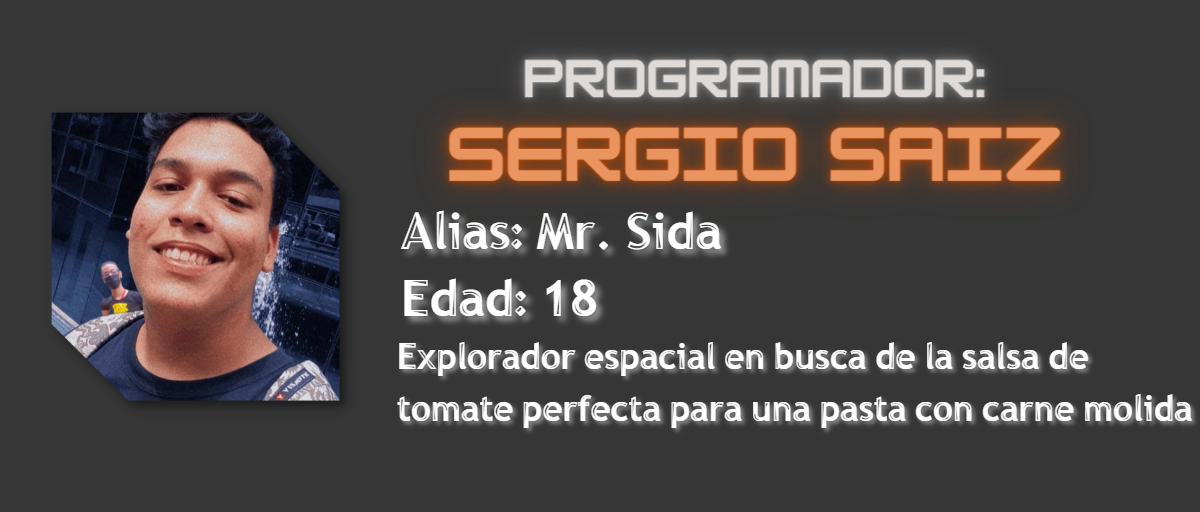 PROGRAMADOR:
SERGIO SAIZ
Alias: Mr. Sida
Edad: 18
Explorador espacial en busca de la salsa de
tomate perfecta para una pasta con carne molida